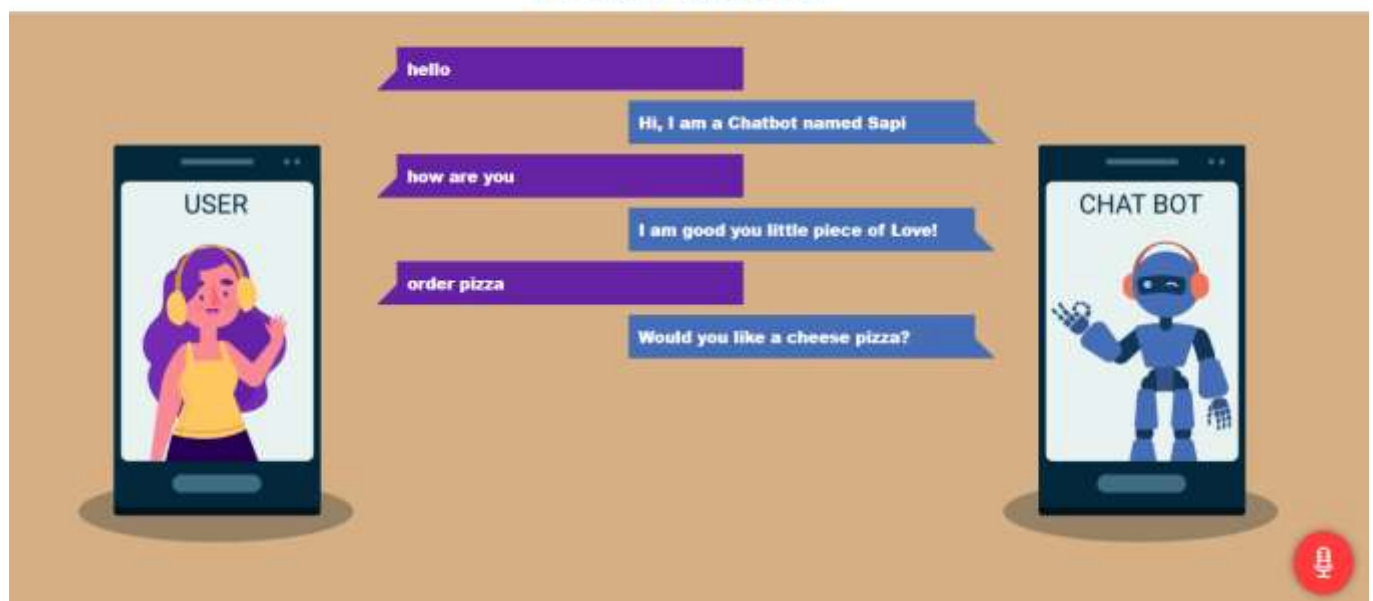 hello
Hi, I am a Chatbot named Sapi
USER
CHAT BOT
how are you
I am good you little piece of Love!
order pizza
Would you like a cheese pizza?